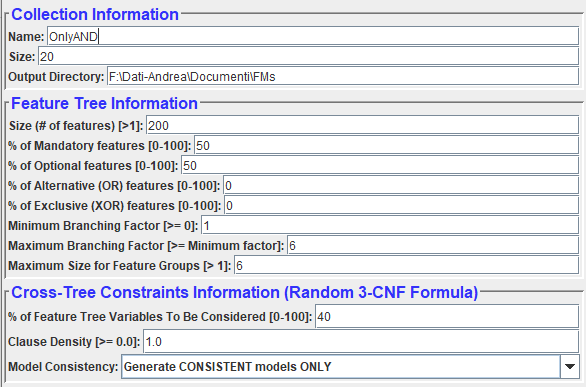 Collection Information
Name: OnlyAND
Size: 20
Output Directory: F:\Dati-Andrea\Documenti\FMs
Feature Tree Information
Size (# of features) [>1]: 200
% of Mandatory features [0-100]: 50
% of Optional features [0-100]: 50
% of Alternative (OR) features [0-100]: 0
% of Exclusive (XOR) features [0-100]: 0
Minimum Branching Factor [>= 0]: 1
Maximum Branching Factor [>= Minimum factor]: 6
Maximum Size for Feature Groups [> 1]: 6
Cross-Tree Constraints Information (Random 3-CNF Formula)
% of Feature Tree Variables To Be Considered [0-100]: 40
Clause Density [>= 0.0]: 1.0
Model Consistency: Generate CONSISTENT models ONLY